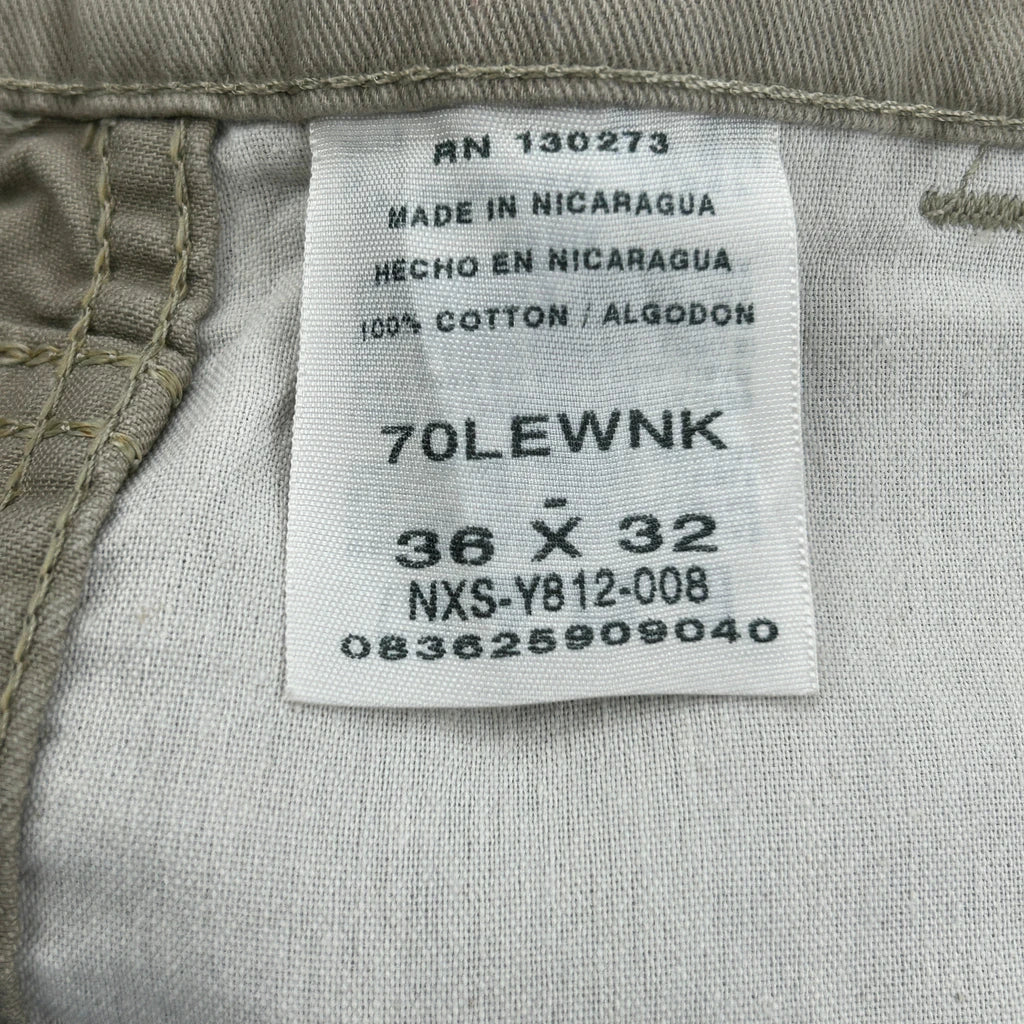 RN 130273
MADE IN NICARAGUA
HECHO EN NICARAGUA
100% COTTON / ALGODON
70LEWNK
-
36 X 32
NXS-Y812-008
083625909040